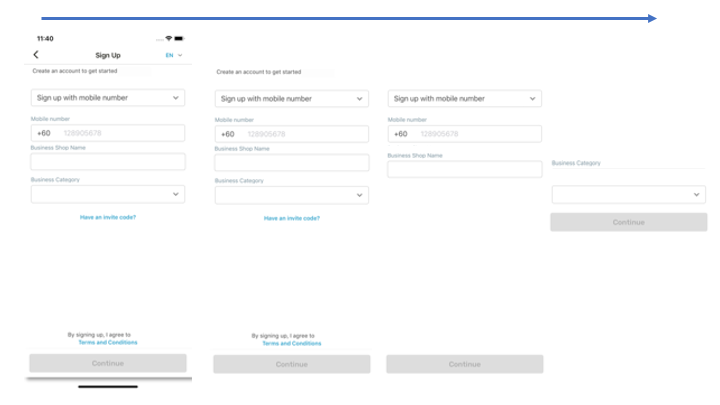 11:40
Sign Up
EN
Create an account to get started
Sign up with mobile number
Mobile number
+60 128905678
Business Shop Name
Business Category
Have an invite code?
By signing up, I agree to
Terms and Conditions
Continue
Create an account to get started
Sign up with mobile number
Mobile number
+60 128905678
Business Shop Name
Business Category
Have an invite code?
By signing up, I agree to
Terms and Conditions
Continue
Sign up with mobile number
Mobile number
+60 128905678
Business Shop Name
Continue
Business Category
Continue